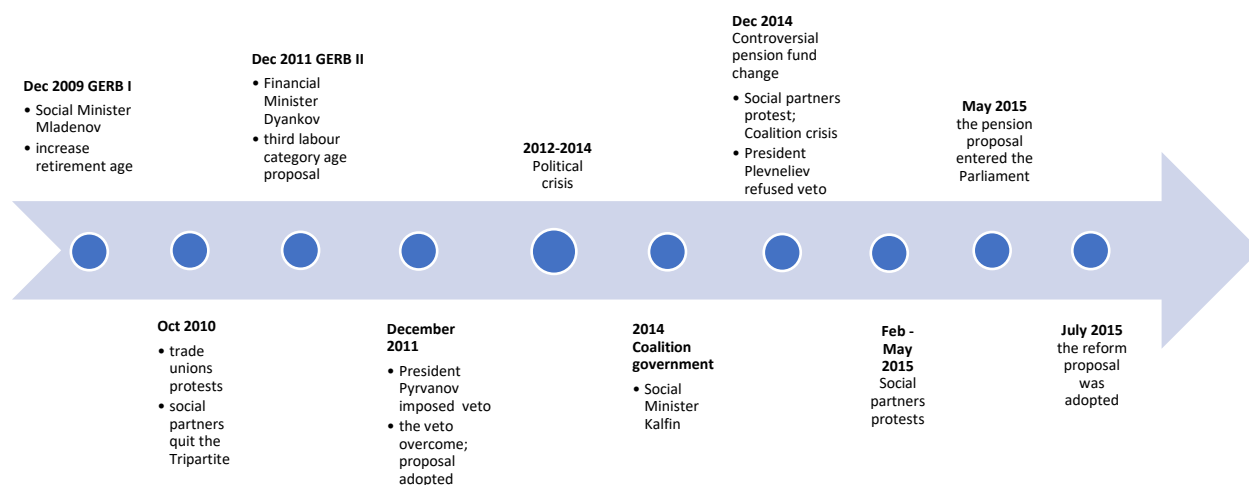 Dec 2009 GERB I
• Social Minister
Mladenov
• increase
retirement age
Oct 2010
• trade
unions
protests
• social
partners
quit the
Tripartite
Dec 2011 GERB II
• Financial
Minister
Dyankov
• third labour
category age
proposal
December
2011
• President
Pyrvanov
imposed veto
• the veto
overcome;
proposal
adopted
2012-2014
Political
crisis
2014
Coalition
government
• Social
Minister
Kalfin
Dec 2014
Controversial
pension fund
change
• Social partners
protest;
Coalition crisis
• President
Plevneliev
refused veto
Feb -
May
2015
Social
partners
protests
May 2015
the pension
proposal
entered the
Parliament
July 2015
the reform
proposal
was
adopted